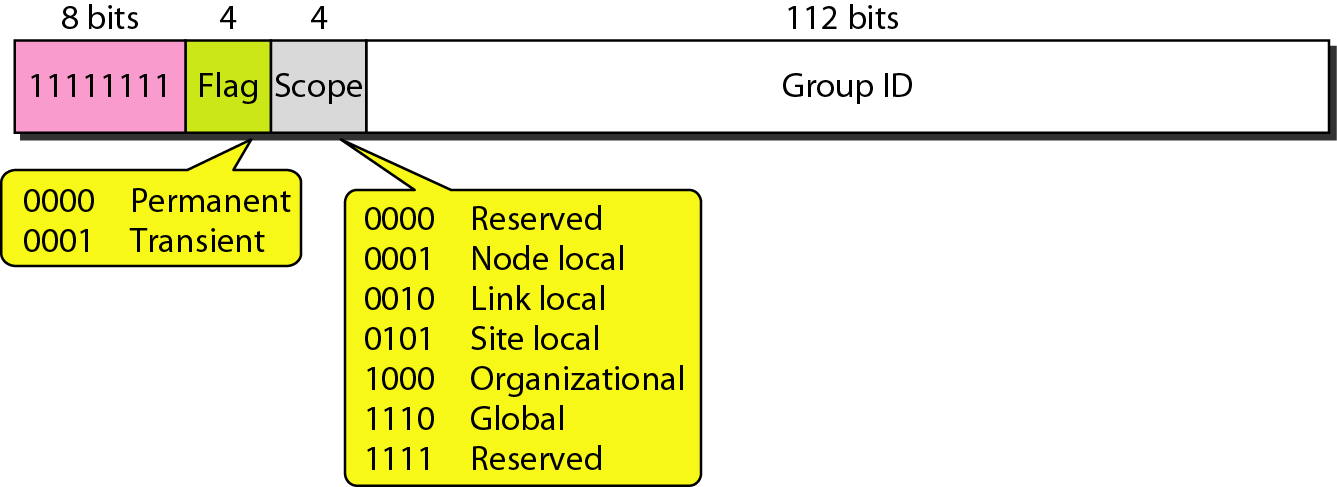 8 bits 4 4 112 bits
11111111 Flag Scope Group ID
0000 Permanent
0001 Transient
0000 Reserved
0001 Node local
0010 Link local
0101 Site local
1000 Organizational
1110 Global
1111 Reserved